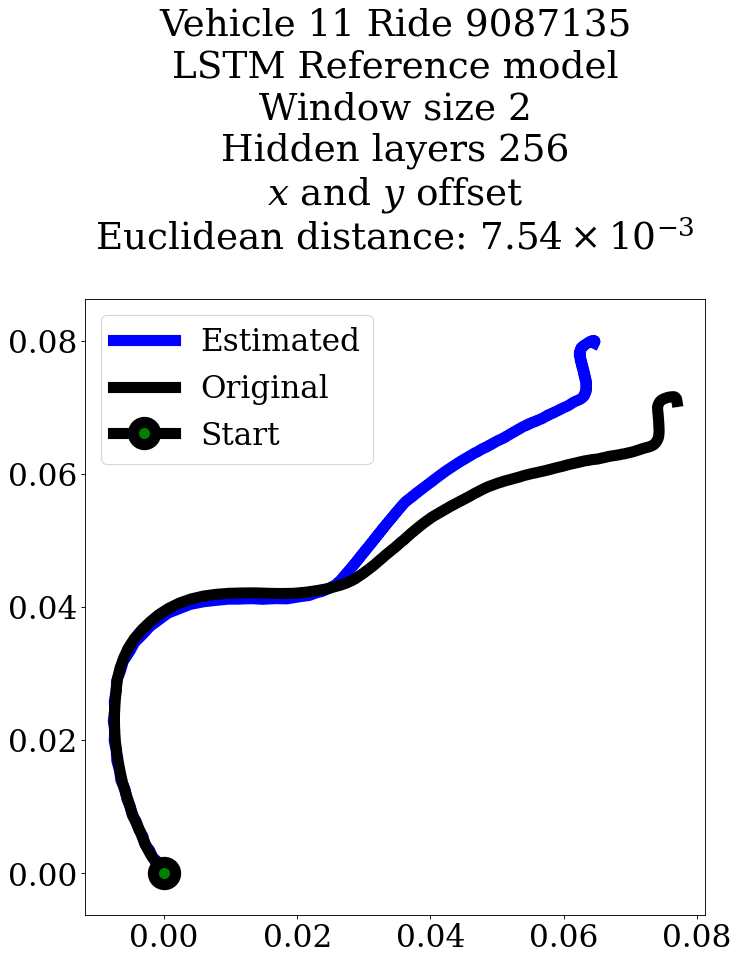 Vehicle 11 Ride 9087135
LSTM Reference model
Window size 2
Hidden layers 256
x and y offset
Euclidean distance: 7.54 × 10⁻³
Estimated
Original
Start
0.08
0.06
0.04
0.02
0.00
0.00 0.02 0.04 0.06 0.08